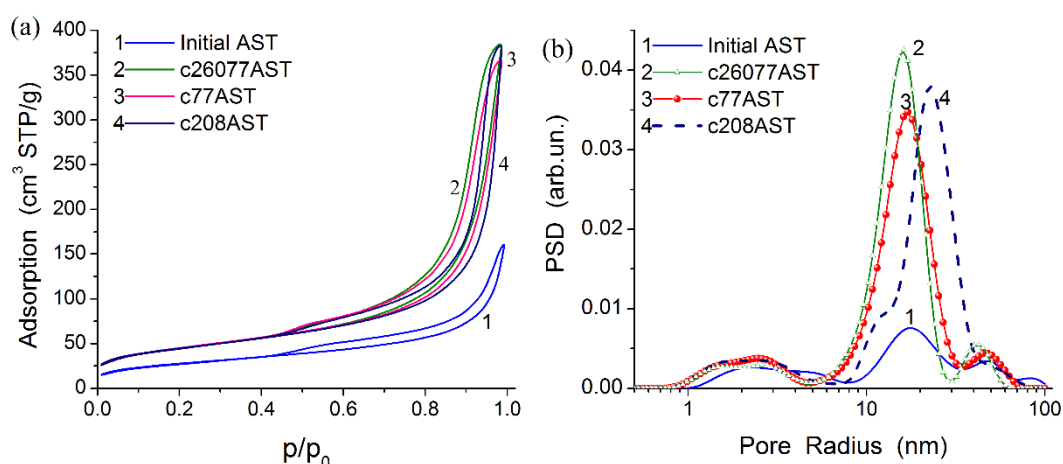 (a)
400
350
300
250
200
150
100
50
0
Adsorption (cm³ STP/g)
1 Initial AST
2 c26077AST
3 c77AST
4 c208AST
3
2
4
1
0.0 0.2 0.4 0.6 0.8 1.0
p/p₀
(b)
0.04
0.03
0.02
0.01
0.00
PSD (arb.un.)
1 Initial AST
2 c26077AST
3 c77AST
4 c208AST
2
3
4
1
1 10 100
Pore Radius (nm)